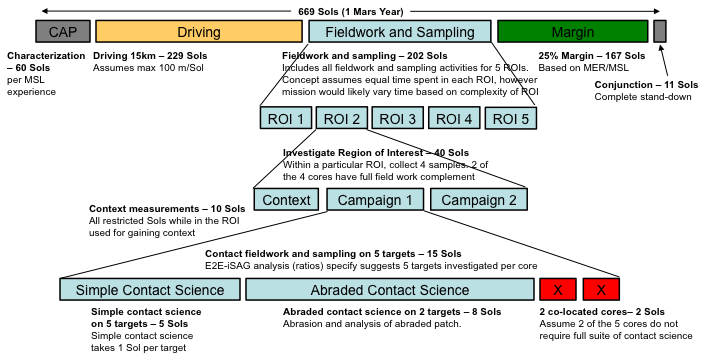 669 Sols (1 Mars Year)
CAP
Driving
Fieldwork and Sampling
Margin
Characterization
– 60 Sols
per MSL
experience
Driving 15km – 229 Sols
Assumes max 100 m/Sol
Fieldwork and sampling – 202 Sols
Includes all fieldwork and sampling activities for 5 ROIs.
Concept assumes equal time spent in each ROI, however
mission would likely vary time based on complexity of ROI
25% Margin – 167 Sols
Based on MER/MSL
Conjunction – 11 Sols
Complete stand-down
ROI 1
ROI 2
ROI 3
ROI 4
ROI 5
Investigate Region of Interest – 40 Sols
Within a particular ROI, collect 4 samples. 2 of
the 4 cores have full field work complement
Context
Campaign 1
Campaign 2
Context measurements – 10 Sols
All restricted Sols while in the ROI
used for gaining context
Contact fieldwork and sampling on 5 targets – 15 Sols
E2E-iSAG analysis (ratios) specify suggests 5 targets investigated per core
Simple Contact Science
Abraded Contact Science
X
X
Simple contact science
on 5 targets – 5 Sols
Simple contact science
takes 1 Sol per target
Abraded contact science on 2 targets – 8 Sols
Abrasion and analysis of abraded patch.
2 co-located cores– 2 Sols
Assume 2 of the 5 cores do not
require full suite of contact science